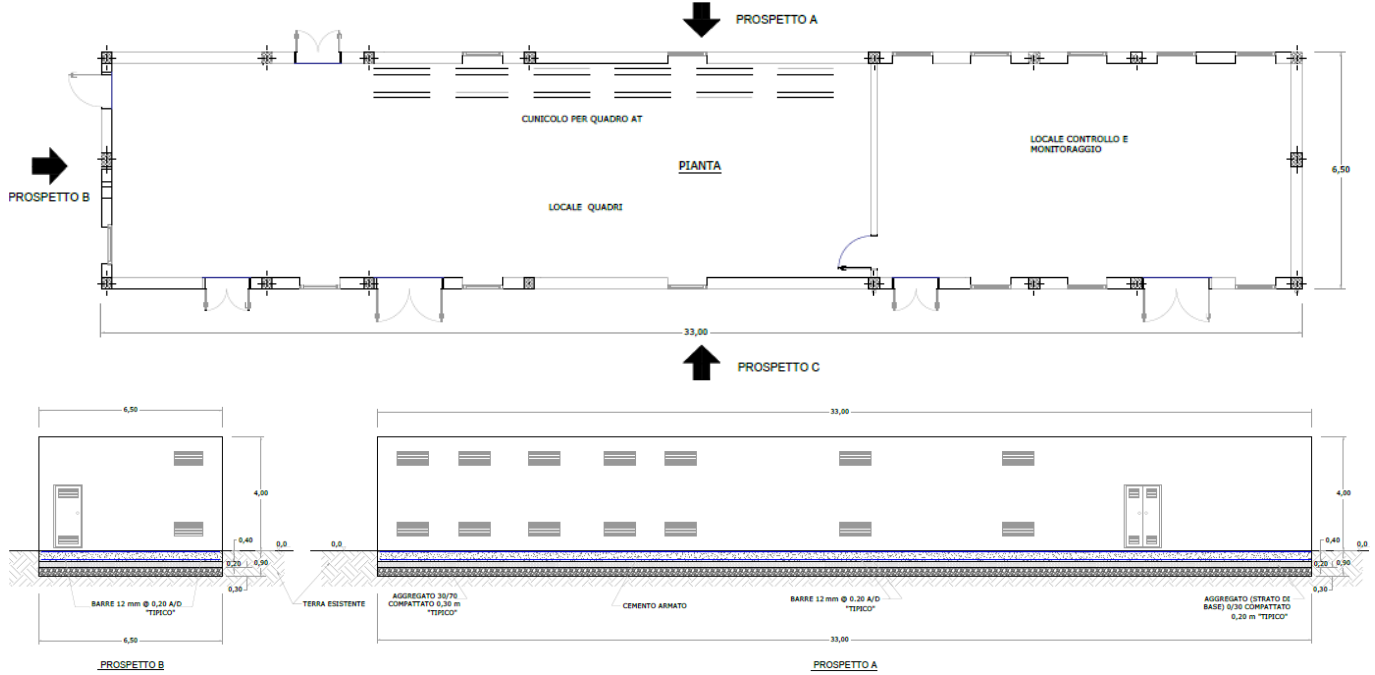 PROSPETTO A
CUNICOLO PER QUADRO AT
LOCALE CONTROLLO E
MONITORAGGIO
PIANTA
6,50
PROSPETTO B
LOCALE QUADRI
33,00
PROSPETTO C
6,50
33,00
4,00
4,00
0,40
0,0
0,0
0,40
0,0
0,20
0,90
0,20
0,90
0,30
0,30
BARRE 12 mm @ 0,20 A/D
"TIPICO"
TERRA ESISTENTE
AGGREGATO 30/70
COMPATTATO 0,30 m
"TIPICO"
CEMENTO ARMATO
BARRE 12 mm @ 0.20 A/D
"TIPICO"
AGGREGATO (STRATO DI
BASE) 0/30 COMPATTATO
0,20 m "TIPICO"
6,50
33,00
PROSPETTO B
PROSPETTO A